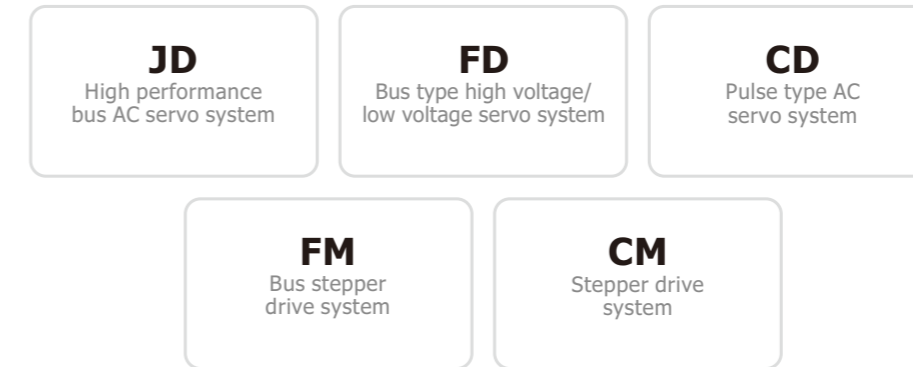 JD
High performance
bus AC servo system
FD
Bus type high voltage/
low voltage servo system
CD
Pulse type AC
servo system
FM
Bus stepper
drive system
CM
Stepper drive
system